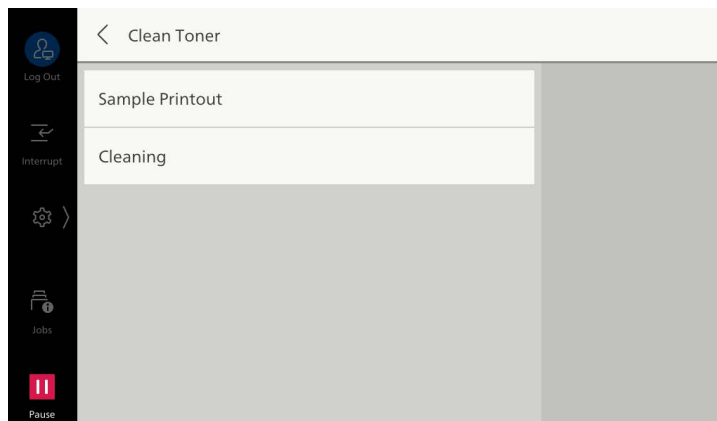 Clean Toner
Log Out
Sample Printout
Interrupt
Cleaning
Jobs
Pause